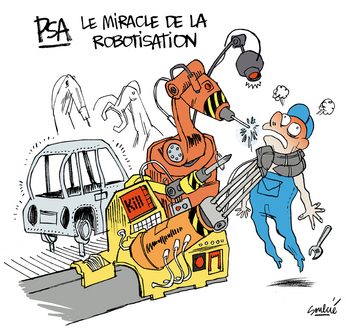 PSA LE MIRACLE DE LA
ROBOTISATION
Kill